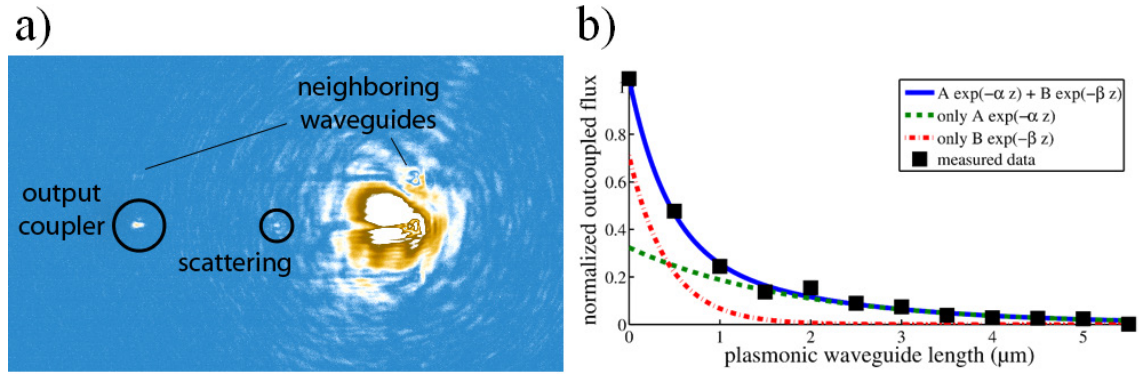 a)
neighboring
waveguides
output
coupler
scattering
b)
normalized outcoupled flux
0.8
0.6
0.4
0.2
0
0
1
2
3
4
5
plasmonic waveguide length (μm)
A exp(-α z) + B exp(-β z)
only A exp(-α z)
only B exp(-β z)
measured data